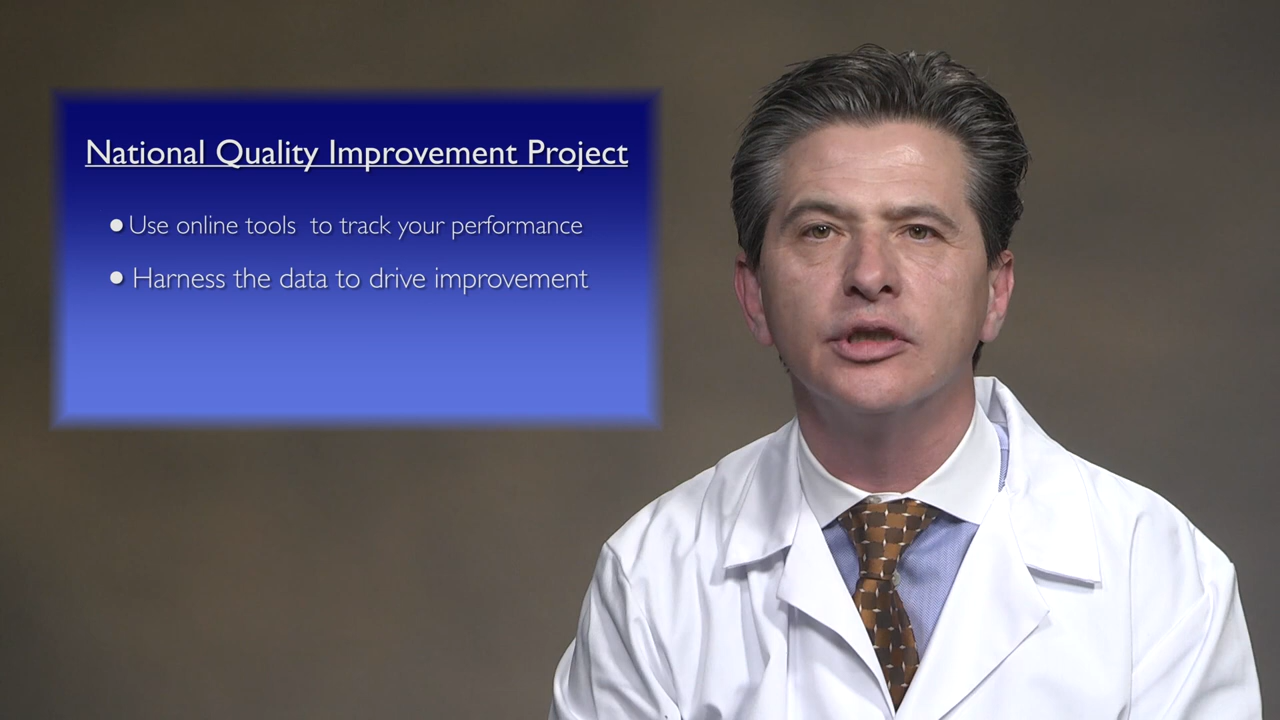 National Quality Improvement Project
● Use online tools to track your performance
● Harness the data to drive improvement